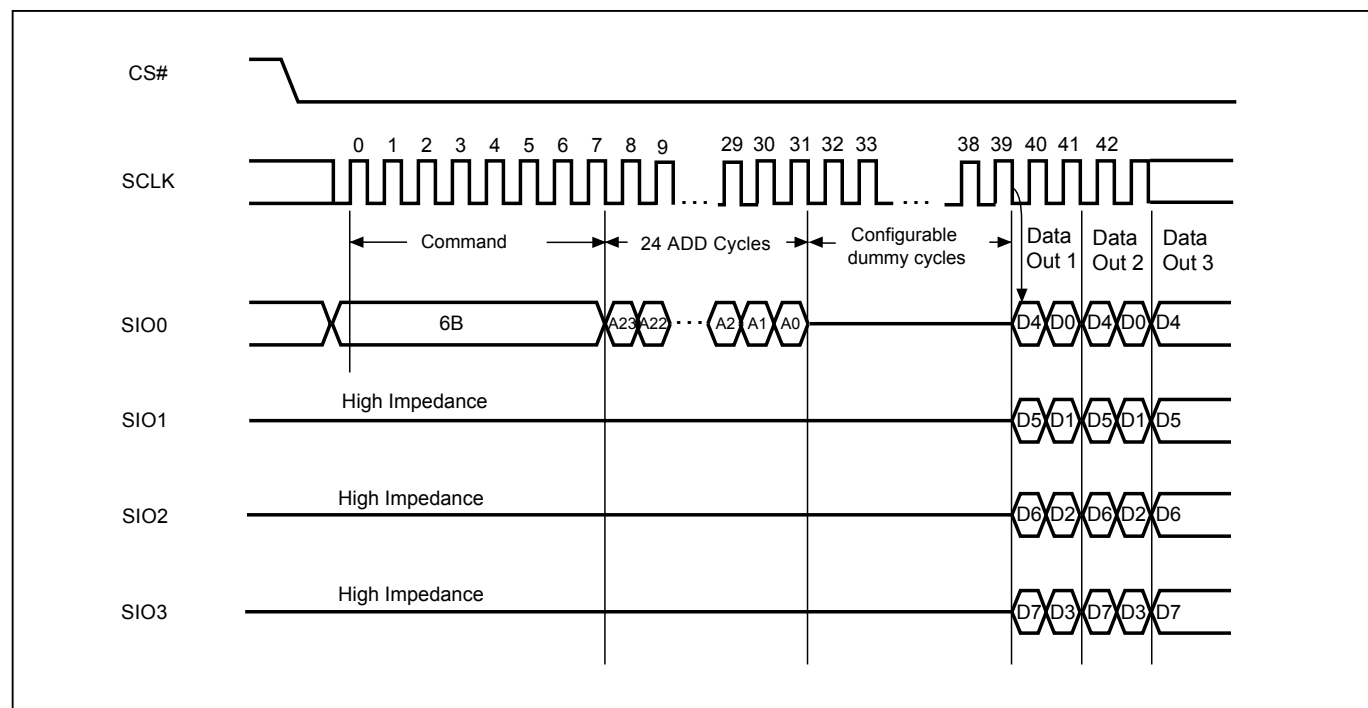 CS#
0 1 2 3 4 5 6 7 8 9 29 30 31 32 33 38 39 40 41 42
SCLK
. . . . . .
Command 24 ADD Cycles Configurable dummy cycles Data Out 1 Data Out 2 Data Out 3
SIO0 6B A23 A22 . . . A2 A1 A0 D4 D0 D4 D0 D4
High Impedance
SIO1 D5 D1 D5 D1 D5
High Impedance
SIO2 D6 D2 D6 D2 D6
High Impedance
SIO3 D7 D3 D7 D3 D7